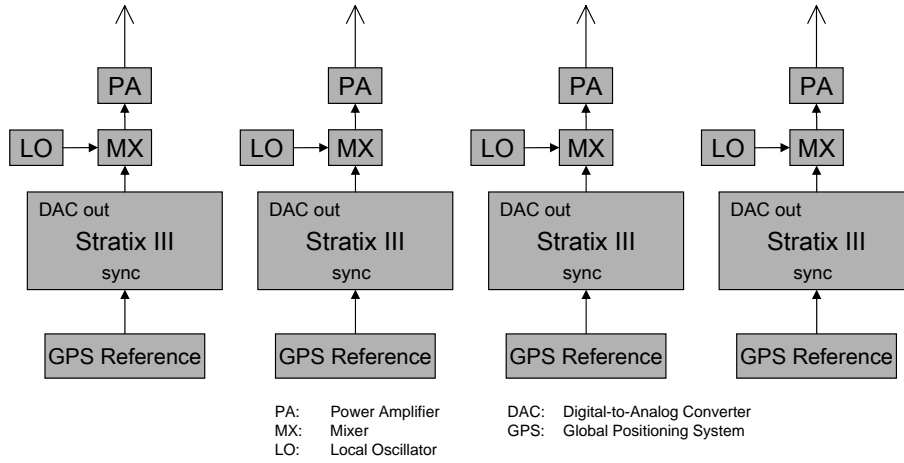 PA PA PA PA
LO MX LO MX LO MX LO MX
DAC out DAC out DAC out DAC out
Stratix III Stratix III Stratix III Stratix III
sync sync sync sync
GPS Reference GPS Reference GPS Reference GPS Reference
PA: Power Amplifier DAC: Digital-to-Analog Converter
MX: Mixer GPS: Global Positioning System
LO: Local Oscillator